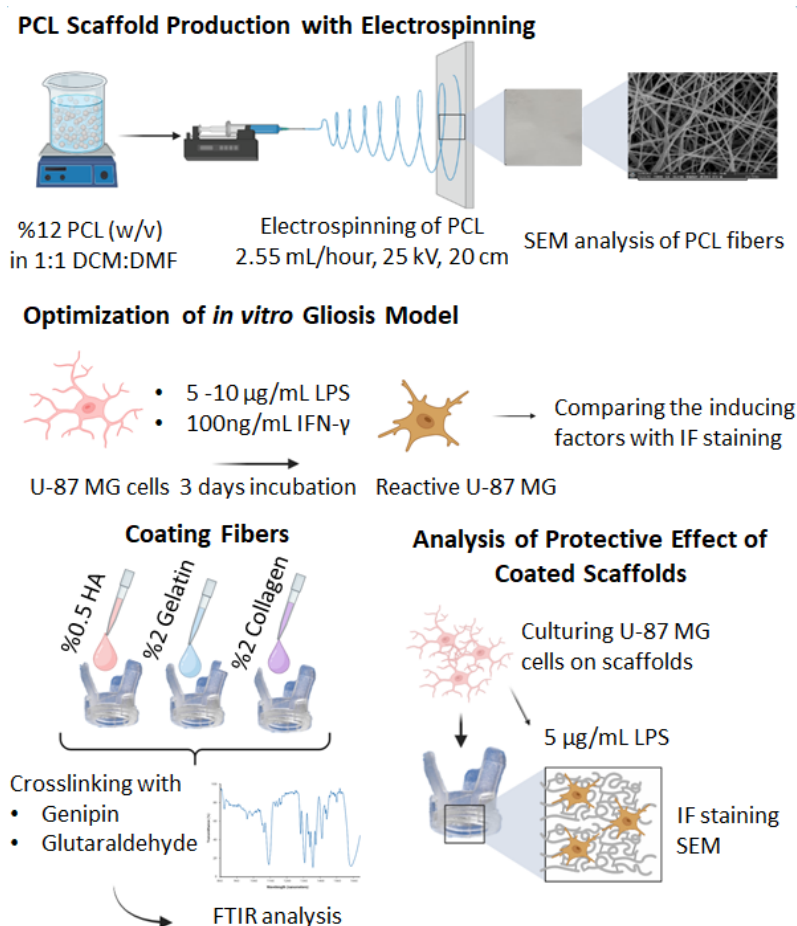 PCL Scaffold Production with Electrospinning
%12 PCL (w/v)
in 1:1 DCM:DMF
Electrospinning of PCL
2.55 mL/hour, 25 kV, 20 cm
SEM analysis of PCL fibers
Optimization of in vitro Gliosis Model
• 5 -10 µg/mL LPS
• 100ng/mL IFN-γ
U-87 MG cells
3 days incubation
Reactive U-87 MG
Comparing the inducing
factors with IF staining
Coating Fibers
%0.5 HA
%2 Gelatin
%2 Collagen
Crosslinking with
• Genipin
• Glutaraldehyde
FTIR analysis
Analysis of Protective Effect of
Coated Scaffolds
Culturing U-87 MG
cells on scaffolds
5 µg/mL LPS
IF staining
SEM